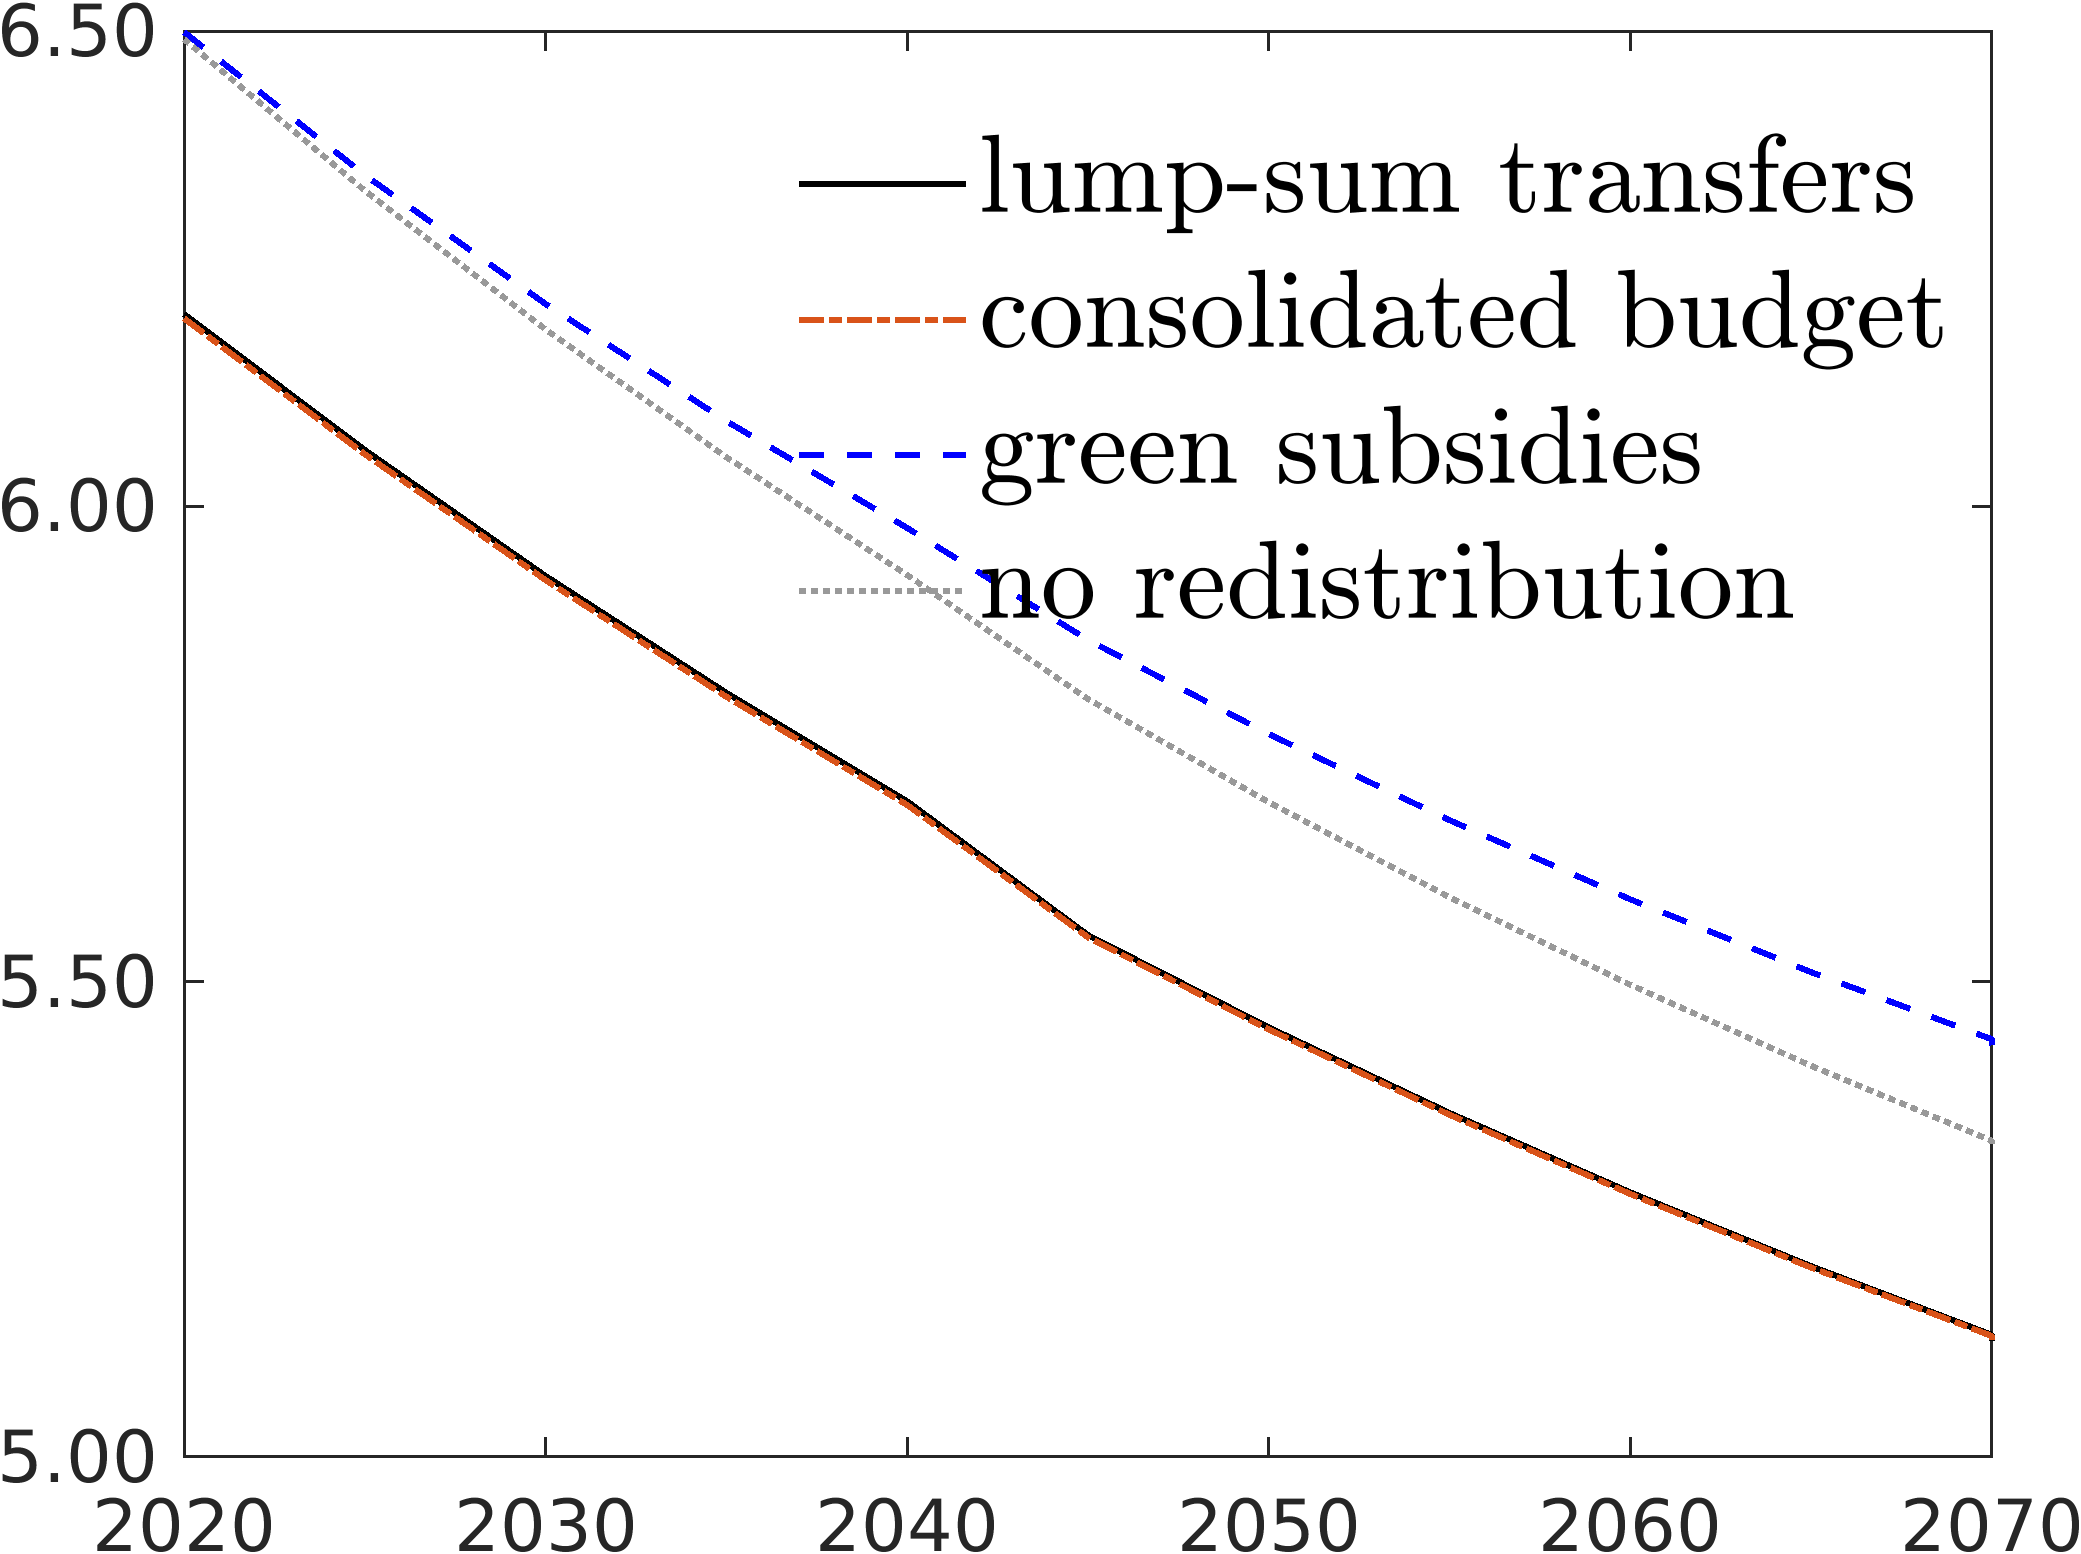 6.50
lump-sum transfers
consolidated budget
green subsidies
6.00
no redistribution
5.50
5.00
2020 2030 2040 2050 2060 2070